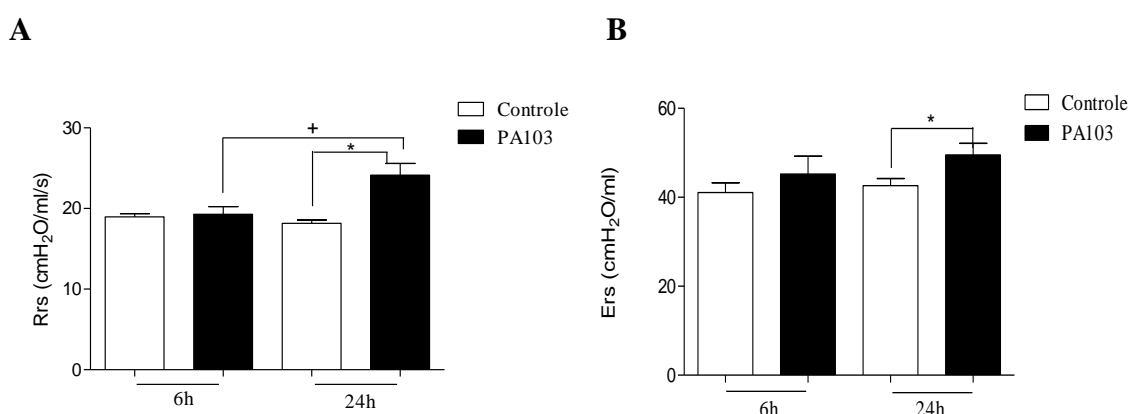 A
Controle
PA103
+
*
30
20
10
0
Rrs (cmH₂O/ml/s)
6h
24h
B
Controle
PA103
*
60
40
20
0
Ers (cmH₂O/ml)
6h
24h